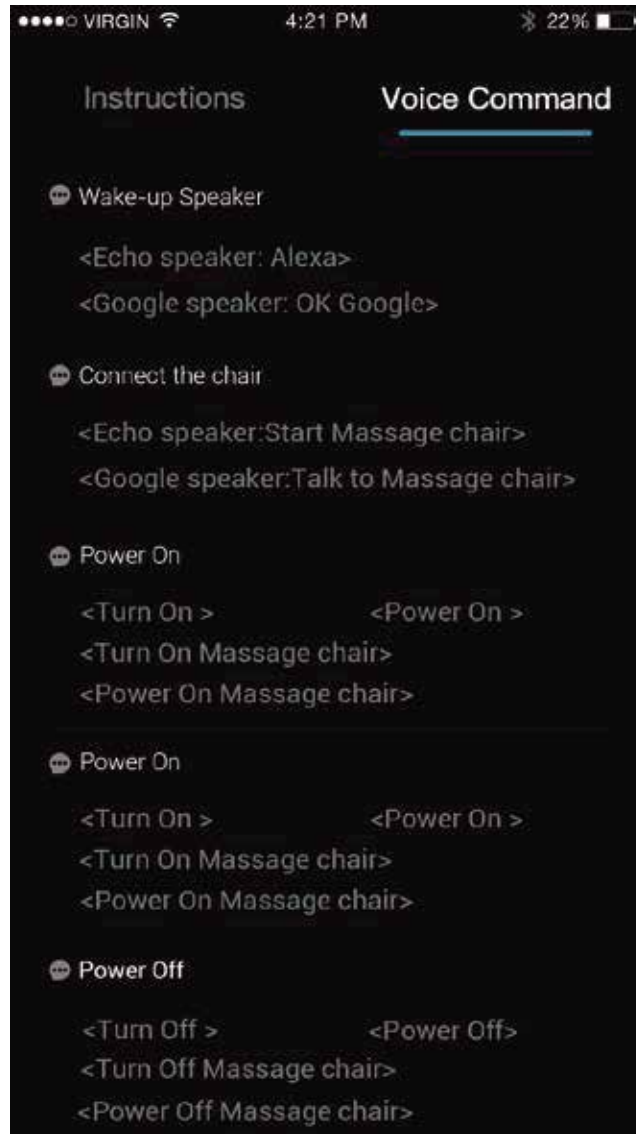 VIRGIN 4:21 PM 22%
Instructions Voice Command
Wake-up Speaker
<Echo speaker: Alexa>
<Google speaker: OK Google>
Connect the chair
<Echo speaker:Start Massage chair>
<Google speaker:Talk to Massage chair>
Power On
<Turn On > <Power On >
<Turn On Massage chair>
<Power On Massage chair>
Power On
<Turn On > <Power On >
<Turn On Massage chair>
<Power On Massage chair>
Power Off
<Turn Off > <Power Off>
<Turn Off Massage chair>
<Power Off Massage chair>